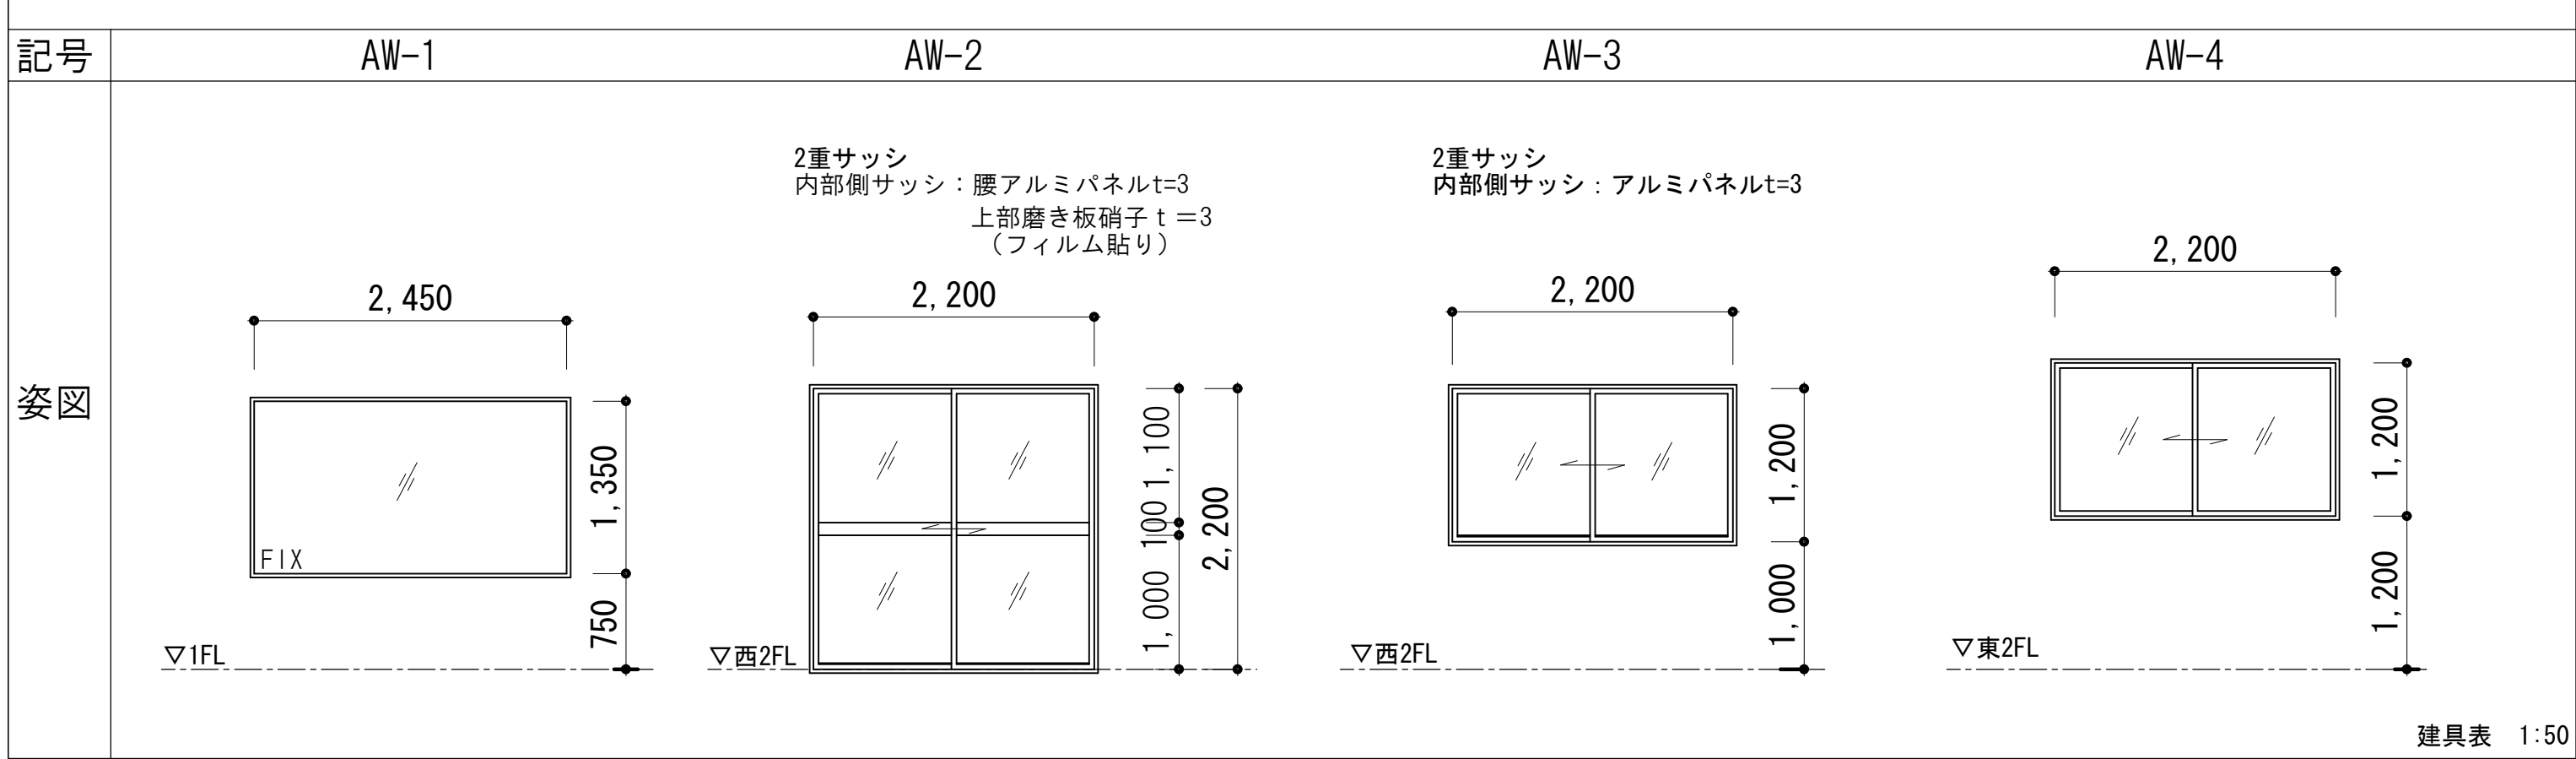 記号
AW-1
AW-2
AW-3
AW-4
姿図
2,450
1,350
750
FIX
▽1FL
2重サッシ
内部側サッシ：腰アルミパネルt=3
上部磨き板硝子ｔ＝3
（フィルム貼り）
2,200
1,100
100
1,000
2,200
▽西2FL
2重サッシ
内部側サッシ：アルミパネルt=3
2,200
1,200
1,000
▽西2FL
2,200
1,200
1,200
▽東2FL
建具表　1:50